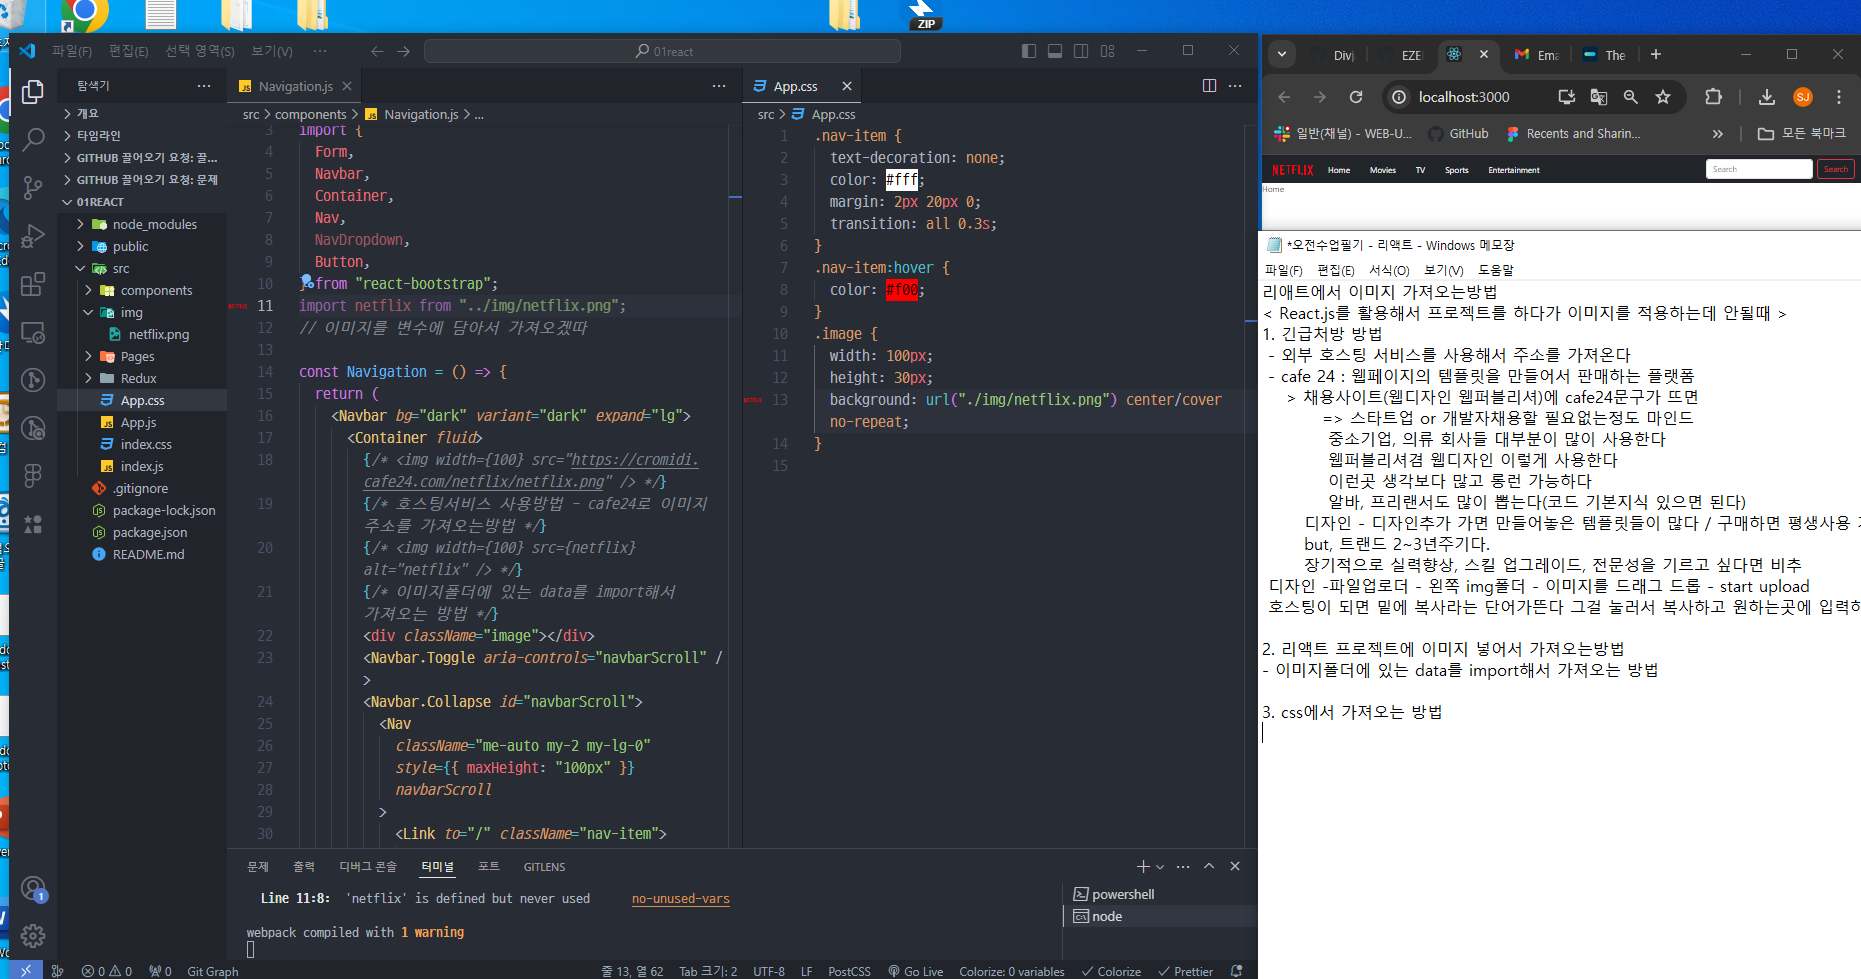 ZIP
파일(F) 편집(E) 선택 영역(S) 보기(V) ···
01react
탐색기
개요
타임라인
GITHUB 끌어오기 요청: 끌...
GITHUB 끌어오기 요청: 문제
01REACT
node_modules
public
src
components
img
netflix.png
Pages
Redux
App.css
App.js
index.css
index.js
.gitignore
package-lock.json
package.json
README.md
Navigation.js
src > components > Navigation.js > ...
3 import {
4 Form,
5 Navbar,
6 Container,
7 Nav,
8 NavDropdown,
9 Button,
10 } from "react-bootstrap";
11 import netflix from "../img/netflix.png";
12 // 이미지를 변수에 담아서 가져오겠따
13
14 const Navigation = () => {
15 return (
16 <Navbar bg="dark" variant="dark" expand="lg">
17 <Container fluid>
18 {/* <img width={100} src="https://cromidi.
cafe24.com/netflix/netflix.png" /> */}
19 {/* 호스팅서비스 사용방법 - cafe24로 이미지
주소를 가져오는방법 */}
20 {/* <img width={100} src={netflix}
alt="netflix" /> */}
21 {/* 이미지폴더에 있는 data를 import해서
가져오는 방법 */}
22 <div className="image"></div>
23 <Navbar.Toggle aria-controls="navbarScroll" /
>
24 <Navbar.Collapse id="navbarScroll">
25 <Nav
26 className="me-auto my-2 my-lg-0"
27 style={{ maxHeight: "100px" }}
28 navbarScroll
29 >
30 <Link to="/" className="nav-item">
App.css
src > App.css
1 .nav-item {
2 text-decoration: none;
3 color: #fff;
4 margin: 2px 20px 0;
5 transition: all 0.3s;
6 }
7 .nav-item:hover {
8 color: #f00;
9 }
10 .image {
11 width: 100px;
12 height: 30px;
13 background: url("./img/netflix.png") center/cover
no-repeat;
14 }
15
문제 출력 디버그 콘솔 터미널 포트 GITLENS
Line 11:8: 'netflix' is defined but never used no-unused-vars
webpack compiled with 1 warning
powershell
node
1
0 0 0 Git Graph 줄 13, 열 62 Tab 크기: 2 UTF-8 LF PostCSS Go Live Colorize: 0 variables Colorize Prettier
Divj EZE Ema The
localhost:3000
SJ
일반(채널) - WEB-U... GitHub Recents and Sharin... » 모든 북마크
NETFLIX Home Movies TV Sports Entertainment Search Search
Home
*오전수업필기 - 리액트 - Windows 메모장
파일(F) 편집(E) 서식(O) 보기(V) 도움말
리애트에서 이미지 가져오는방법
< React.js를 활용해서 프로젝트를 하다가 이미지를 적용하는데 안될때 >
1. 긴급처방 방법
- 외부 호스팅 서비스를 사용해서 주소를 가져온다
- cafe 24 : 웹페이지의 템플릿을 만들어서 판매하는 플랫폼
> 채용사이트(웹디자인 웹퍼블리셔)에 cafe24문구가 뜨면
=> 스타트업 or 개발자채용할 필요없는정도 마인드
중소기업, 의류 회사들 대부분이 많이 사용한다
웹퍼블리셔겸 웹디자인 이렇게 사용한다
이런곳 생각보다 많고 롱런 가능하다
알바, 프리랜서도 많이 뽑는다(코드 기본지식 있으면 된다)
디자인 - 디자인추가 가면 만들어놓은 템플릿들이 많다 / 구매하면 평생사용
but, 트랜드 2~3년주기다.
장기적으로 실력향상, 스킬 업그레이드, 전문성을 기르고 싶다면 비추
디자인 -파일업로더 - 왼쪽 img폴더 - 이미지를 드래그 드롭 - start upload
호스팅이 되면 밑에 복사라는 단어가뜬다 그걸 눌러서 복사하고 원하는곳에 입력하
2. 리액트 프로젝트에 이미지 넣어서 가져오는방법
- 이미지폴더에 있는 data를 import해서 가져오는 방법
3. css에서 가져오는 방법